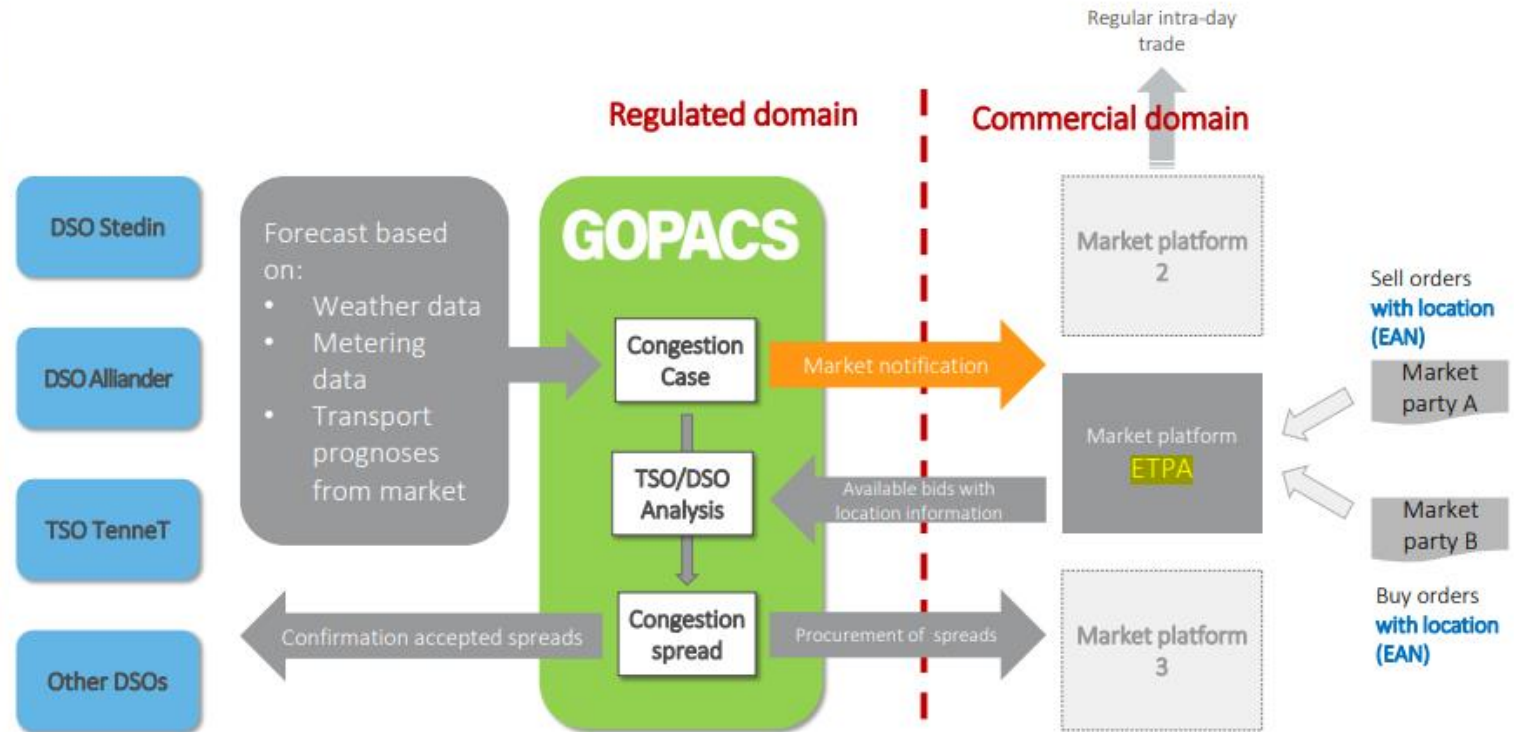 Regular intra-day
trade
Regulated domain
Commercial domain
DSO Stedin
DSO Alliander
TSO TenneT
Other DSOs
Forecast based
on:
• Weather data
• Metering
data
• Transport
prognoses
from market
GOPACS
Congestion
Case
TSO/DSO
Analysis
Congestion
spread
Market notification
Available bids with
location information
Confirmation accepted spreads
Procurement of spreads
Market platform
2
Market platform
ETPA
Market platform
3
Sell orders
with location
(EAN)
Market
party A
Market
party B
Buy orders
with location
(EAN)